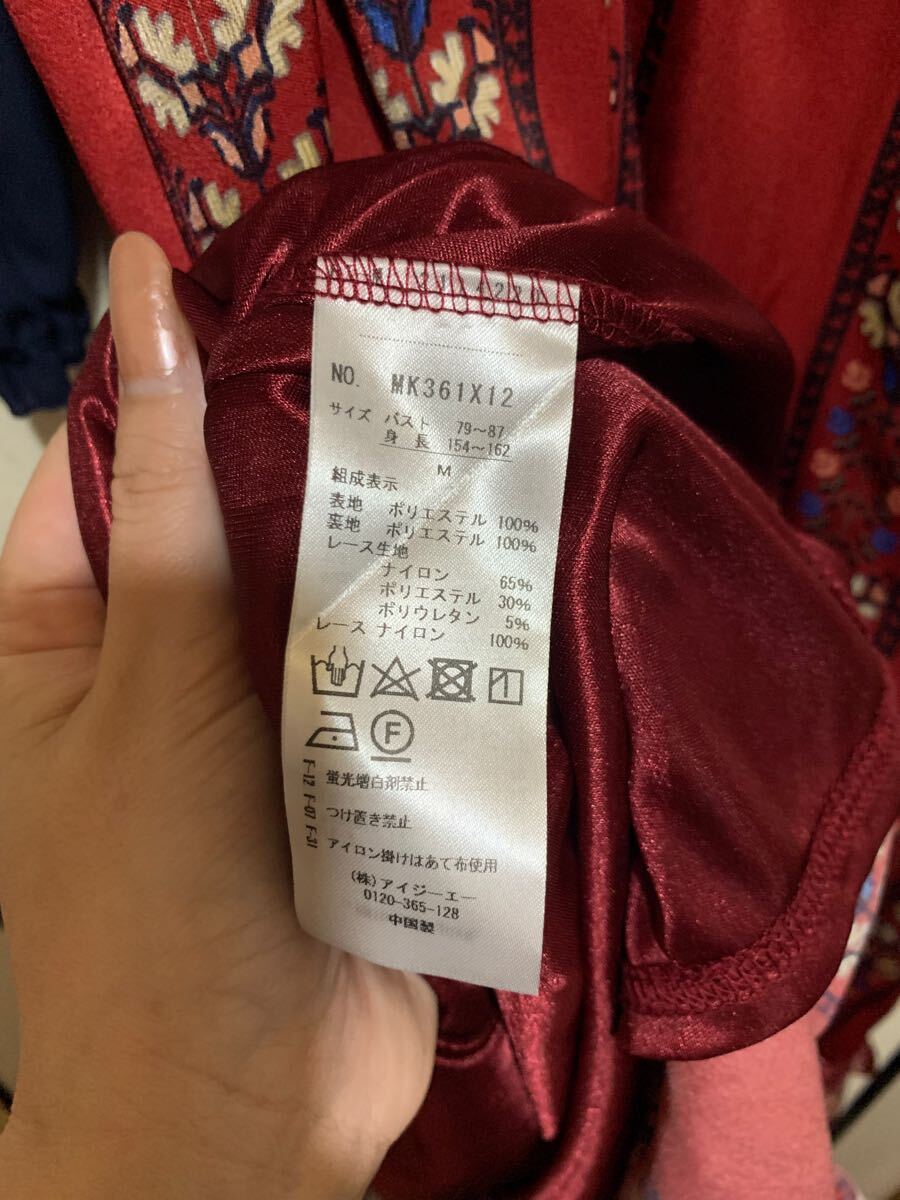 NO. MK361X12
サイズ バスト 79～87
身長 154～162
M
組成表示
表地 ポリエステル 100%
裏地 ポリエステル 100%
レース生地
ナイロン 65%
ポリエステル 30%
ポリウレタン 5%
レース ナイロン 100%
1
F
F-12 F-07 F-31
蛍光増白剤禁止
つけ置き禁止
アイロン掛けはあて布使用
(株)アイジーエー
0120-365-128
中国製